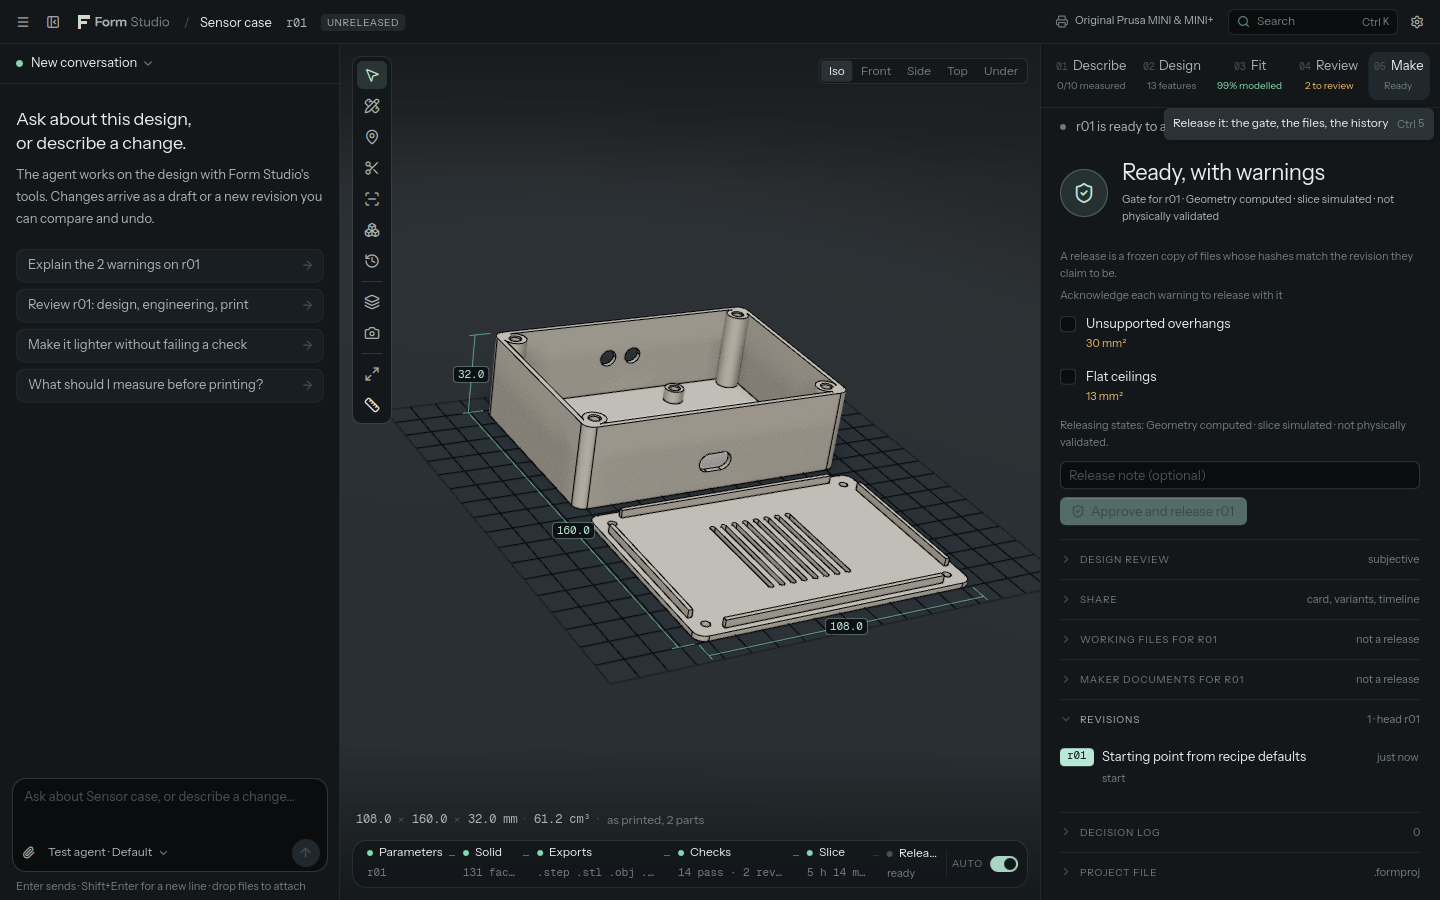 Form Studio / Sensor case r01 UNRELEASED
Original Prusa MINI & MINI+
Search Ctrl K
New conversation
Ask about this design,
or describe a change.
The agent works on the design with Form Studio's
tools. Changes arrive as a draft or a new revision you
can compare and undo.
Explain the 2 warnings on r01
Review r01: design, engineering, print
Make it lighter without failing a check
What should I measure before printing?
Ask about Sensor case, or describe a change...
Test agent · Default
Enter sends · Shift+Enter for a new line · drop files to attach
Iso Front Side Top Under
32.0
160.0
108.0
108.0 × 160.0 × 32.0 mm · 61.2 cm³ · as printed, 2 parts
Parameters Solid Exports Checks Slice Relea...
r01 131 fac... .step .stl .obj ... 14 pass · 2 rev... 5 h 14 m... ready
AUTO
01 Describe 02 Design 03 Fit 04 Review 05 Make
0/10 measured 13 features 99% modelled 2 to review Ready
r01 is ready to a
Release it: the gate, the files, the history Ctrl 5
Ready, with warnings
Gate for r01 · Geometry computed · slice simulated · not
physically validated
A release is a frozen copy of files whose hashes match the revision they
claim to be.
Acknowledge each warning to release with it
Unsupported overhangs
30 mm²
Flat ceilings
13 mm²
Releasing states: Geometry computed · slice simulated · not physically
validated.
Release note (optional)
Approve and release r01
DESIGN REVIEW subjective
SHARE card, variants, timeline
WORKING FILES FOR R01 not a release
MAKER DOCUMENTS FOR R01 not a release
REVISIONS 1 · head r01
r01 Starting point from recipe defaults just now
start
DECISION LOG 0
PROJECT FILE .formproj